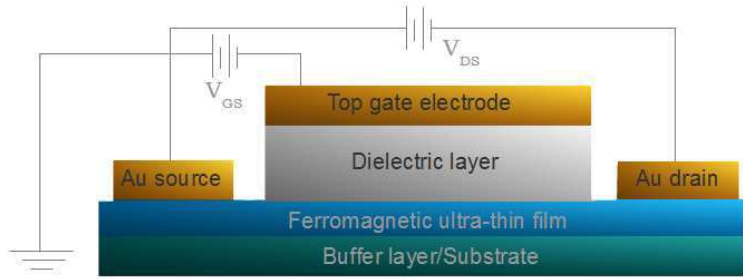 V_DS
V_GS
Top gate electrode
Dielectric layer
Au source
Au drain
Ferromagnetic ultra-thin film
Buffer layer/Substrate